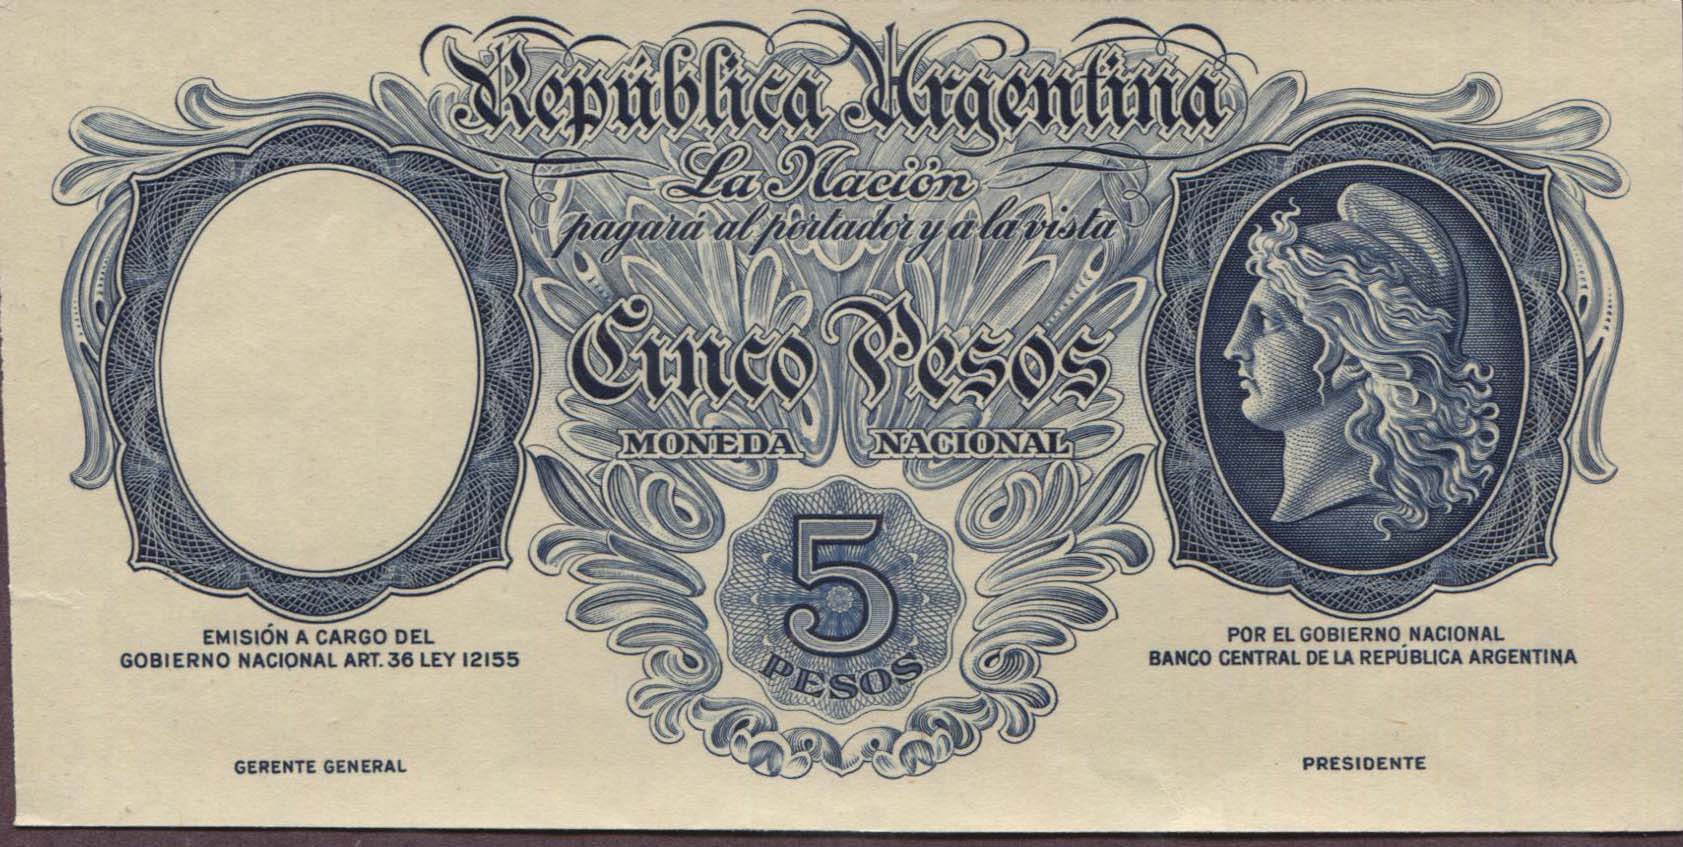 República Argentina
La Nación
pagará al portador y a la vista
Cinco Pesos
MONEDA NACIONAL
5
PESOS
EMISIÓN A CARGO DEL
GOBIERNO NACIONAL ART. 36 LEY 12155
POR EL GOBIERNO NACIONAL
BANCO CENTRAL DE LA REPÚBLICA ARGENTINA
GERENTE GENERAL
PRESIDENTE